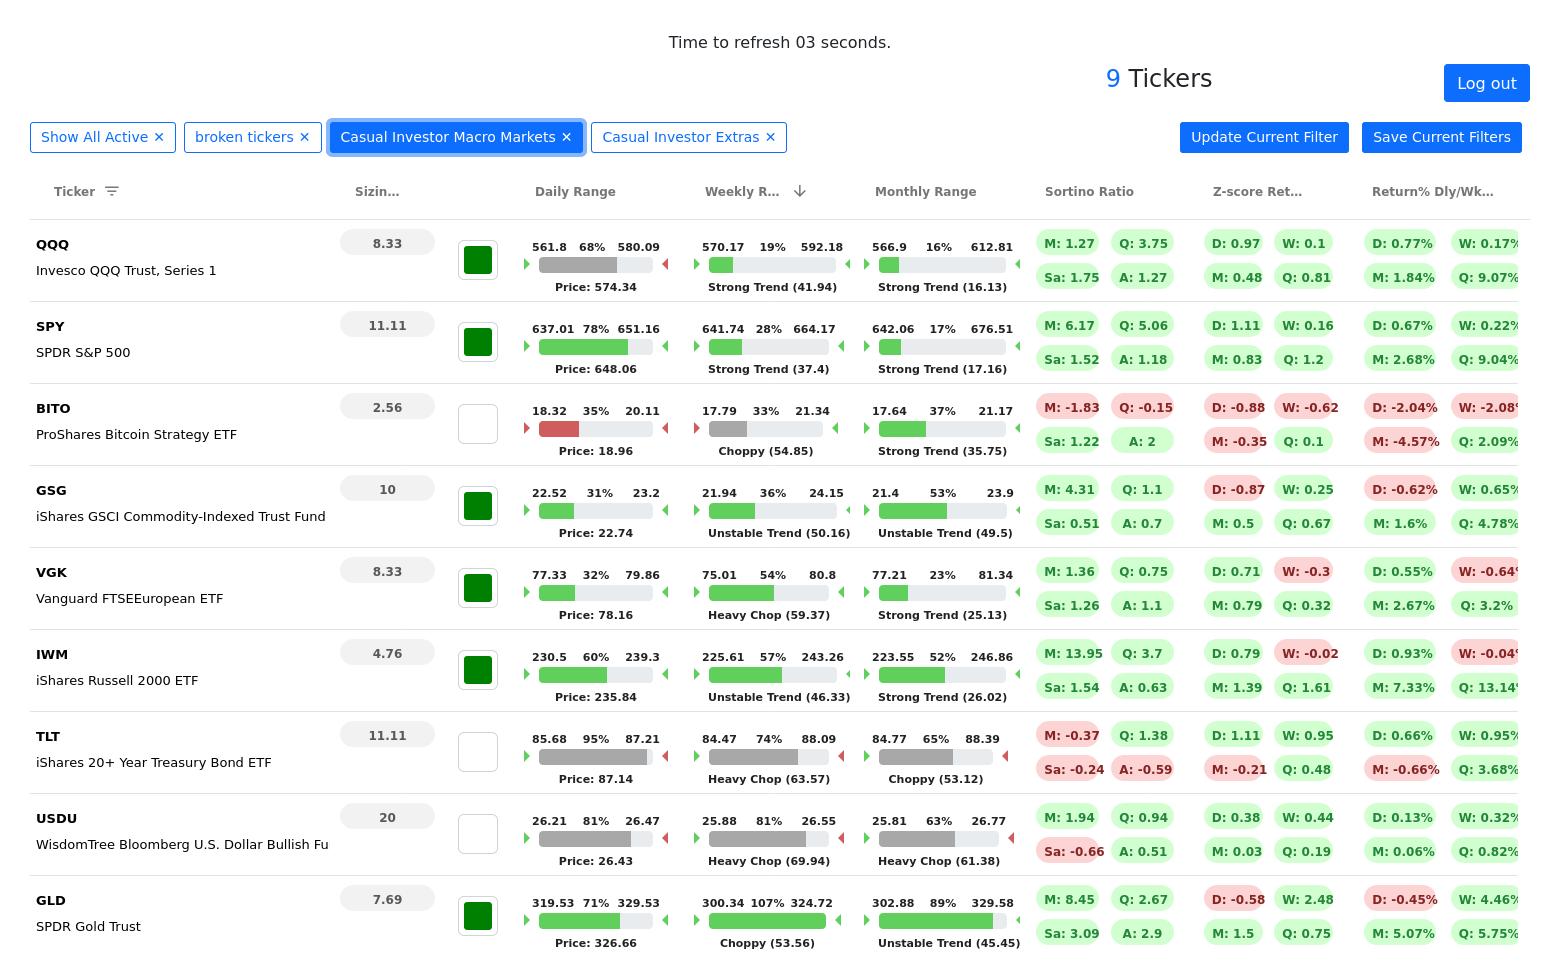 Time to refresh 03 seconds.
9 Tickers
Log out
Show All Active ✕ broken tickers ✕ Casual Investor Macro Markets ✕ Casual Investor Extras ✕ Update Current Filter Save Current Filters
Ticker Sizin… Daily Range Weekly R… Monthly Range Sortino Ratio Z-score Ret… Return% Dly/Wk…
QQQ 8.33 561.8 68% 580.09 570.17 19% 592.18 566.9 16% 612.81 M: 1.27 Q: 3.75 D: 0.97 W: 0.1 D: 0.77% W: 0.17%
Invesco QQQ Trust, Series 1 Sa: 1.75 A: 1.27 M: 0.48 Q: 0.81 M: 1.84% Q: 9.07%
Price: 574.34 Strong Trend (41.94) Strong Trend (16.13)
SPY 11.11 637.01 78% 651.16 641.74 28% 664.17 642.06 17% 676.51 M: 6.17 Q: 5.06 D: 1.11 W: 0.16 D: 0.67% W: 0.22%
SPDR S&P 500 Sa: 1.52 A: 1.18 M: 0.83 Q: 1.2 M: 2.68% Q: 9.04%
Price: 648.06 Strong Trend (37.4) Strong Trend (17.16)
BITO 2.56 18.32 35% 20.11 17.79 33% 21.34 17.64 37% 21.17 M: -1.83 Q: -0.15 D: -0.88 W: -0.62 D: -2.04% W: -2.08%
ProShares Bitcoin Strategy ETF Sa: 1.22 A: 2 M: -0.35 Q: 0.1 M: -4.57% Q: 2.09%
Price: 18.96 Choppy (54.85) Strong Trend (35.75)
GSG 10 22.52 31% 23.2 21.94 36% 24.15 21.4 53% 23.9 M: 4.31 Q: 1.1 D: -0.87 W: 0.25 D: -0.62% W: 0.65%
iShares GSCI Commodity-Indexed Trust Fund Sa: 0.51 A: 0.7 M: 0.5 Q: 0.67 M: 1.6% Q: 4.78%
Price: 22.74 Unstable Trend (50.16) Unstable Trend (49.5)
VGK 8.33 77.33 32% 79.86 75.01 54% 80.8 77.21 23% 81.34 M: 1.36 Q: 0.75 D: 0.71 W: -0.3 D: 0.55% W: -0.64%
Vanguard FTSEEuropean ETF Sa: 1.26 A: 1.1 M: 0.79 Q: 0.32 M: 2.67% Q: 3.2%
Price: 78.16 Heavy Chop (59.37) Strong Trend (25.13)
IWM 4.76 230.5 60% 239.3 225.61 57% 243.26 223.55 52% 246.86 M: 13.95 Q: 3.7 D: 0.79 W: -0.02 D: 0.93% W: -0.04%
iShares Russell 2000 ETF Sa: 1.54 A: 0.63 M: 1.39 Q: 1.61 M: 7.33% Q: 13.14%
Price: 235.84 Unstable Trend (46.33) Strong Trend (26.02)
TLT 11.11 85.68 95% 87.21 84.47 74% 88.09 84.77 65% 88.39 M: -0.37 Q: 1.38 D: 1.11 W: 0.95 D: 0.66% W: 0.95%
iShares 20+ Year Treasury Bond ETF Sa: -0.24 A: -0.59 M: -0.21 Q: 0.48 M: -0.66% Q: 3.68%
Price: 87.14 Heavy Chop (63.57) Choppy (53.12)
USDU 20 26.21 81% 26.47 25.88 81% 26.55 25.81 63% 26.77 M: 1.94 Q: 0.94 D: 0.38 W: 0.44 D: 0.13% W: 0.32%
WisdomTree Bloomberg U.S. Dollar Bullish Fu Sa: -0.66 A: 0.51 M: 0.03 Q: 0.19 M: 0.06% Q: 0.82%
Price: 26.43 Heavy Chop (69.94) Heavy Chop (61.38)
GLD 7.69 319.53 71% 329.53 300.34 107% 324.72 302.88 89% 329.58 M: 8.45 Q: 2.67 D: -0.58 W: 2.48 D: -0.45% W: 4.46%
SPDR Gold Trust Sa: 3.09 A: 2.9 M: 1.5 Q: 0.75 M: 5.07% Q: 5.75%
Price: 326.66 Choppy (53.56) Unstable Trend (45.45)